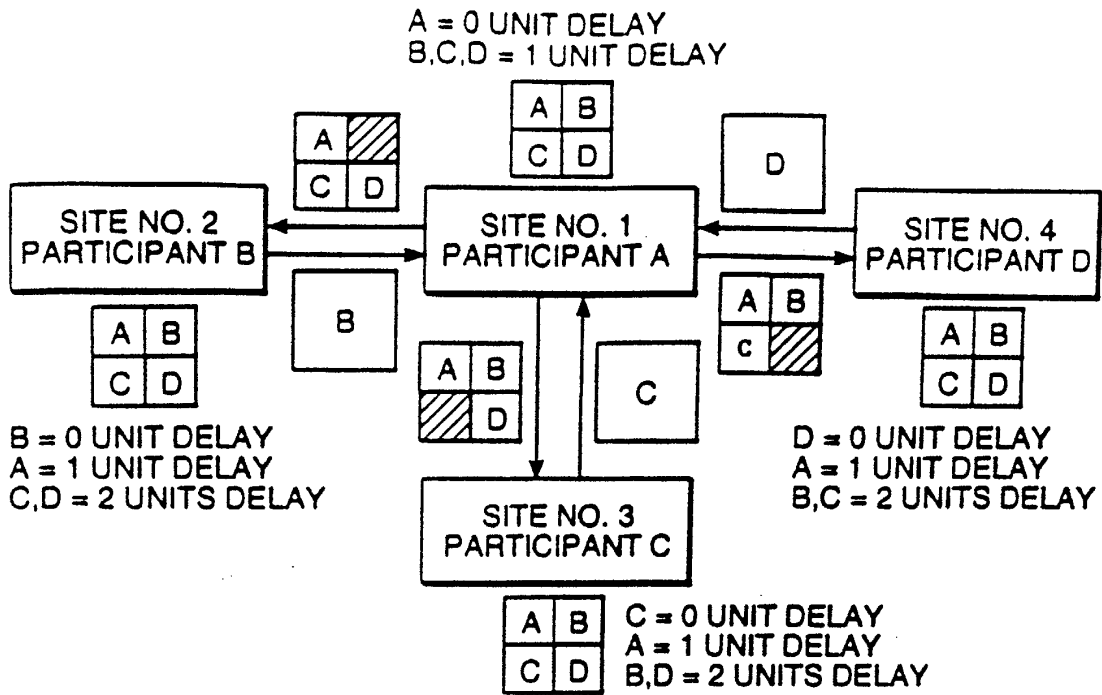 A = 0 UNIT DELAY
B,C,D = 1 UNIT DELAY
A B
C D
A
C D
D
SITE NO. 2
PARTICIPANT B
SITE NO. 1
PARTICIPANT A
SITE NO. 4
PARTICIPANT D
B
A B
D
C
A B
c
A B
C D
A B
C D
B = 0 UNIT DELAY
A = 1 UNIT DELAY
C,D = 2 UNITS DELAY
D = 0 UNIT DELAY
A = 1 UNIT DELAY
B,C = 2 UNITS DELAY
SITE NO. 3
PARTICIPANT C
A B
C D
C = 0 UNIT DELAY
A = 1 UNIT DELAY
B,D = 2 UNITS DELAY